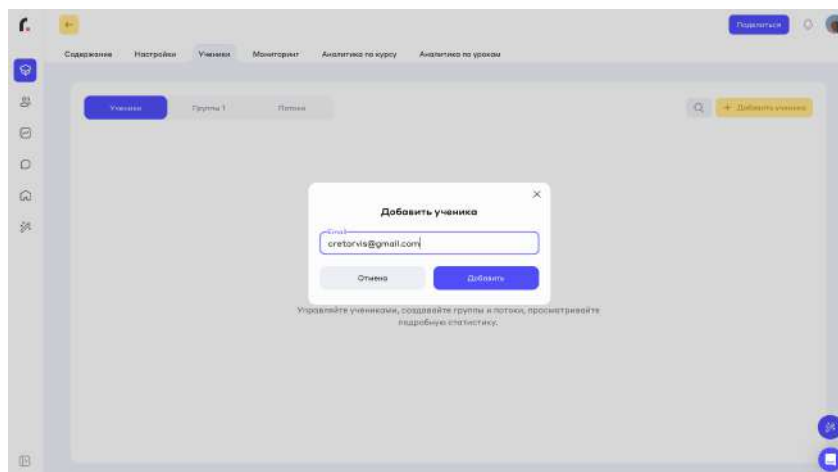 Поделиться
Содержание Настройки Ученики Мониторинг Аналитика по курсу Аналитика по урокам
Ученики Группы 1 Потоки + Добавить ученика
Добавить ученика
Email
cretorvis@gmail.com
Отмена Добавить
Управляйте учениками, создавайте группы и потоки, просматривайте
подробную статистику.